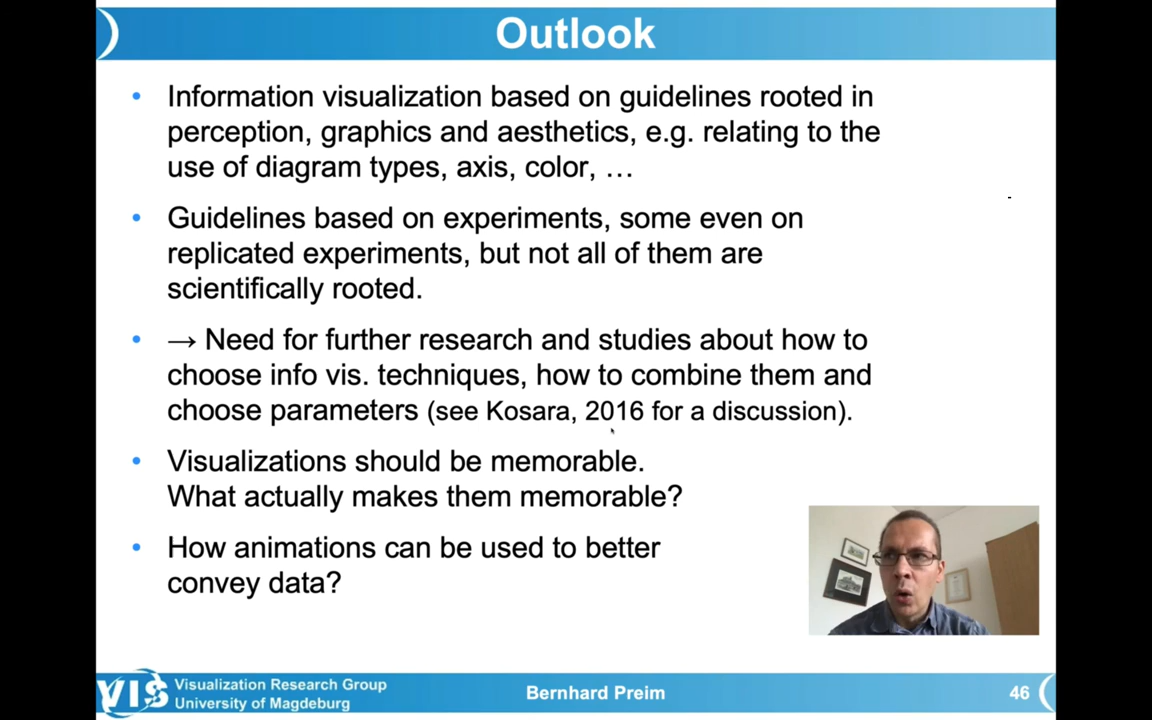 Outlook
• Information visualization based on guidelines rooted in
perception, graphics and aesthetics, e.g. relating to the
use of diagram types, axis, color, …
• Guidelines based on experiments, some even on
replicated experiments, but not all of them are
scientifically rooted.
• → Need for further research and studies about how to
choose info vis. techniques, how to combine them and
choose parameters (see Kosara, 2016 for a discussion).
• Visualizations should be memorable.
What actually makes them memorable?
• How animations can be used to better
convey data?
VIS
Visualization Research Group
University of Magdeburg
Bernhard Preim
46